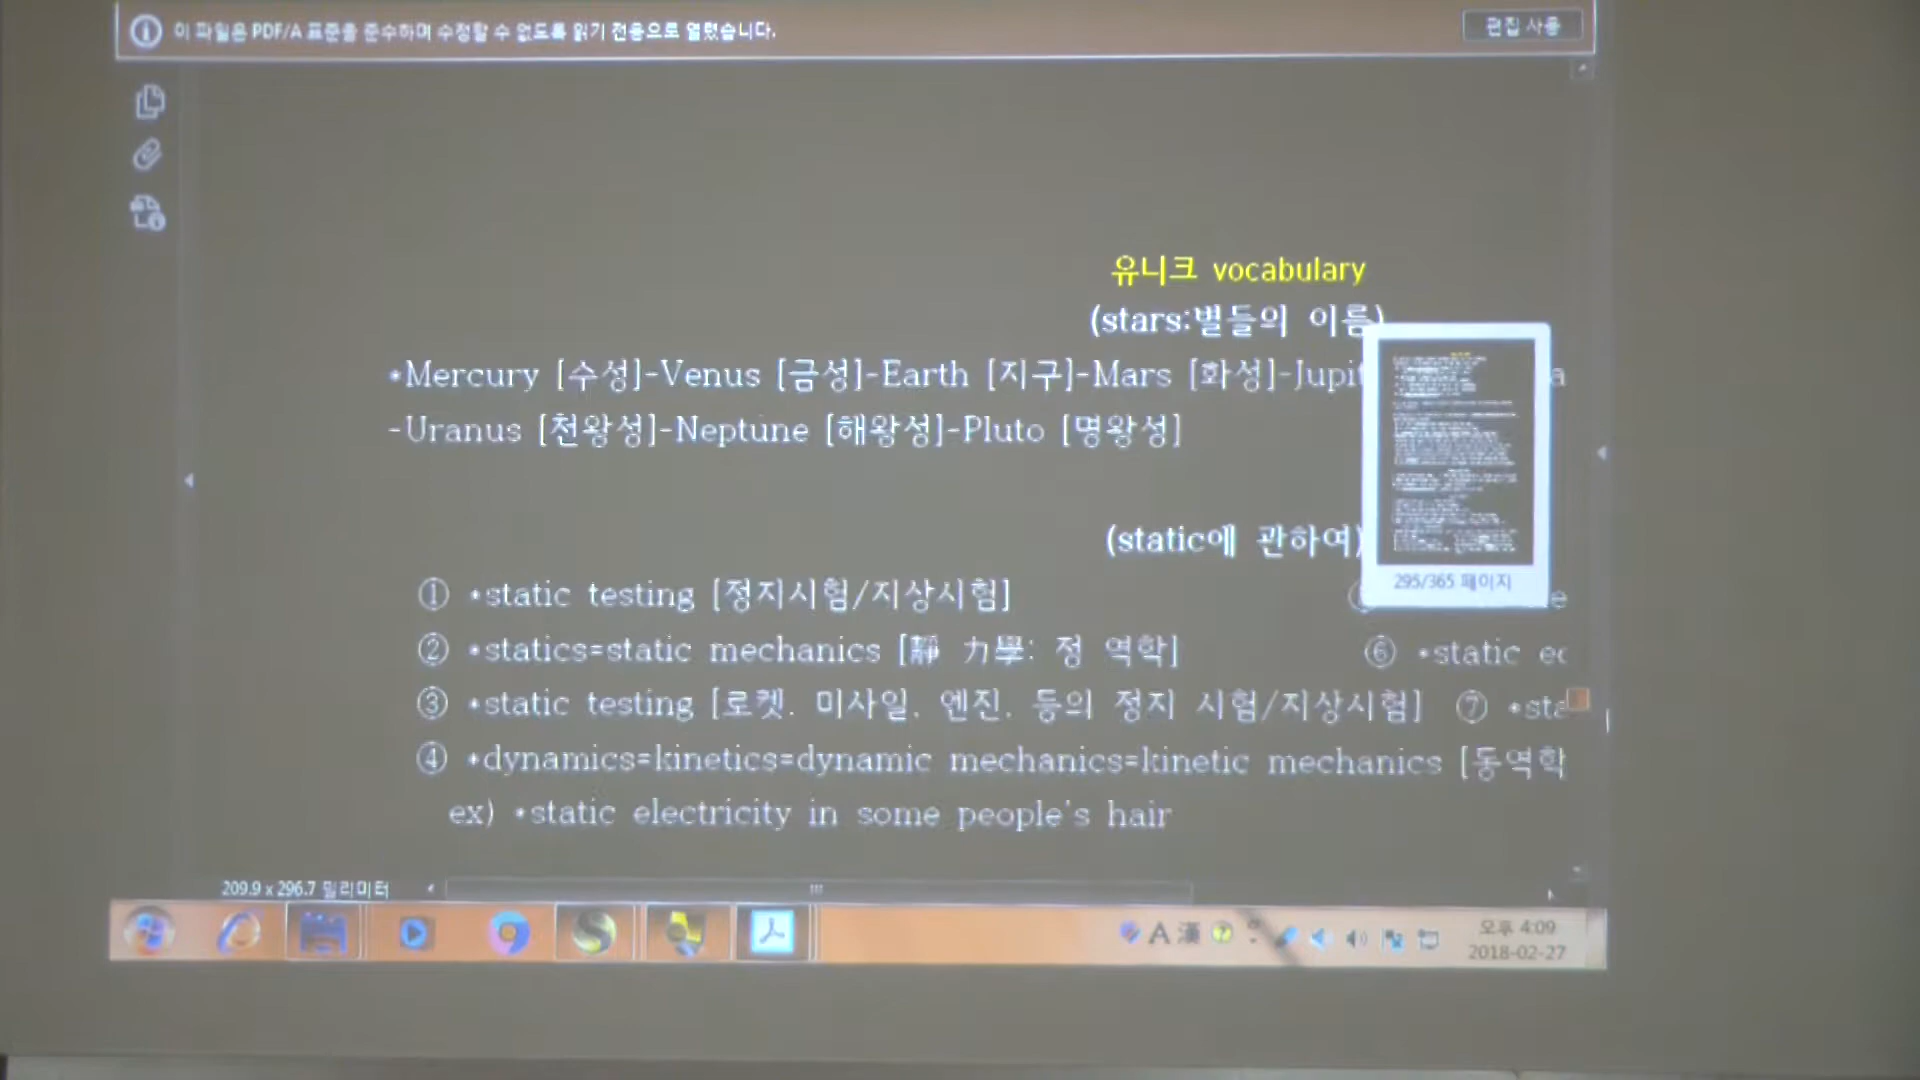 이 파일은 PDF/A 표준을 준수하며 수정할 수 없도록 읽기 전용으로 열렸습니다.
편집 사용
유니크 vocabulary
(stars:별들의 이름)
*Mercury [수성]-Venus [금성]-Earth [지구]-Mars [화성]-Jupit
-Uranus [천왕성]-Neptune [해왕성]-Pluto [명왕성]
(static에 관하여)
295/365 페이지
① *static testing [정지시험/지상시험]
② *statics=static mechanics [靜 力學: 정 역학]
⑥ *static ec
③ *static testing [로켓. 미사일. 엔진. 등의 정지 시험/지상시험] ⑦ *sta
④ *dynamics=kinetics=dynamic mechanics=kinetic mechanics [동역학
ex) *static electricity in some people's hair
209.9 x 296.7 밀리미터
A 漢
오후 4:09
2018-02-27